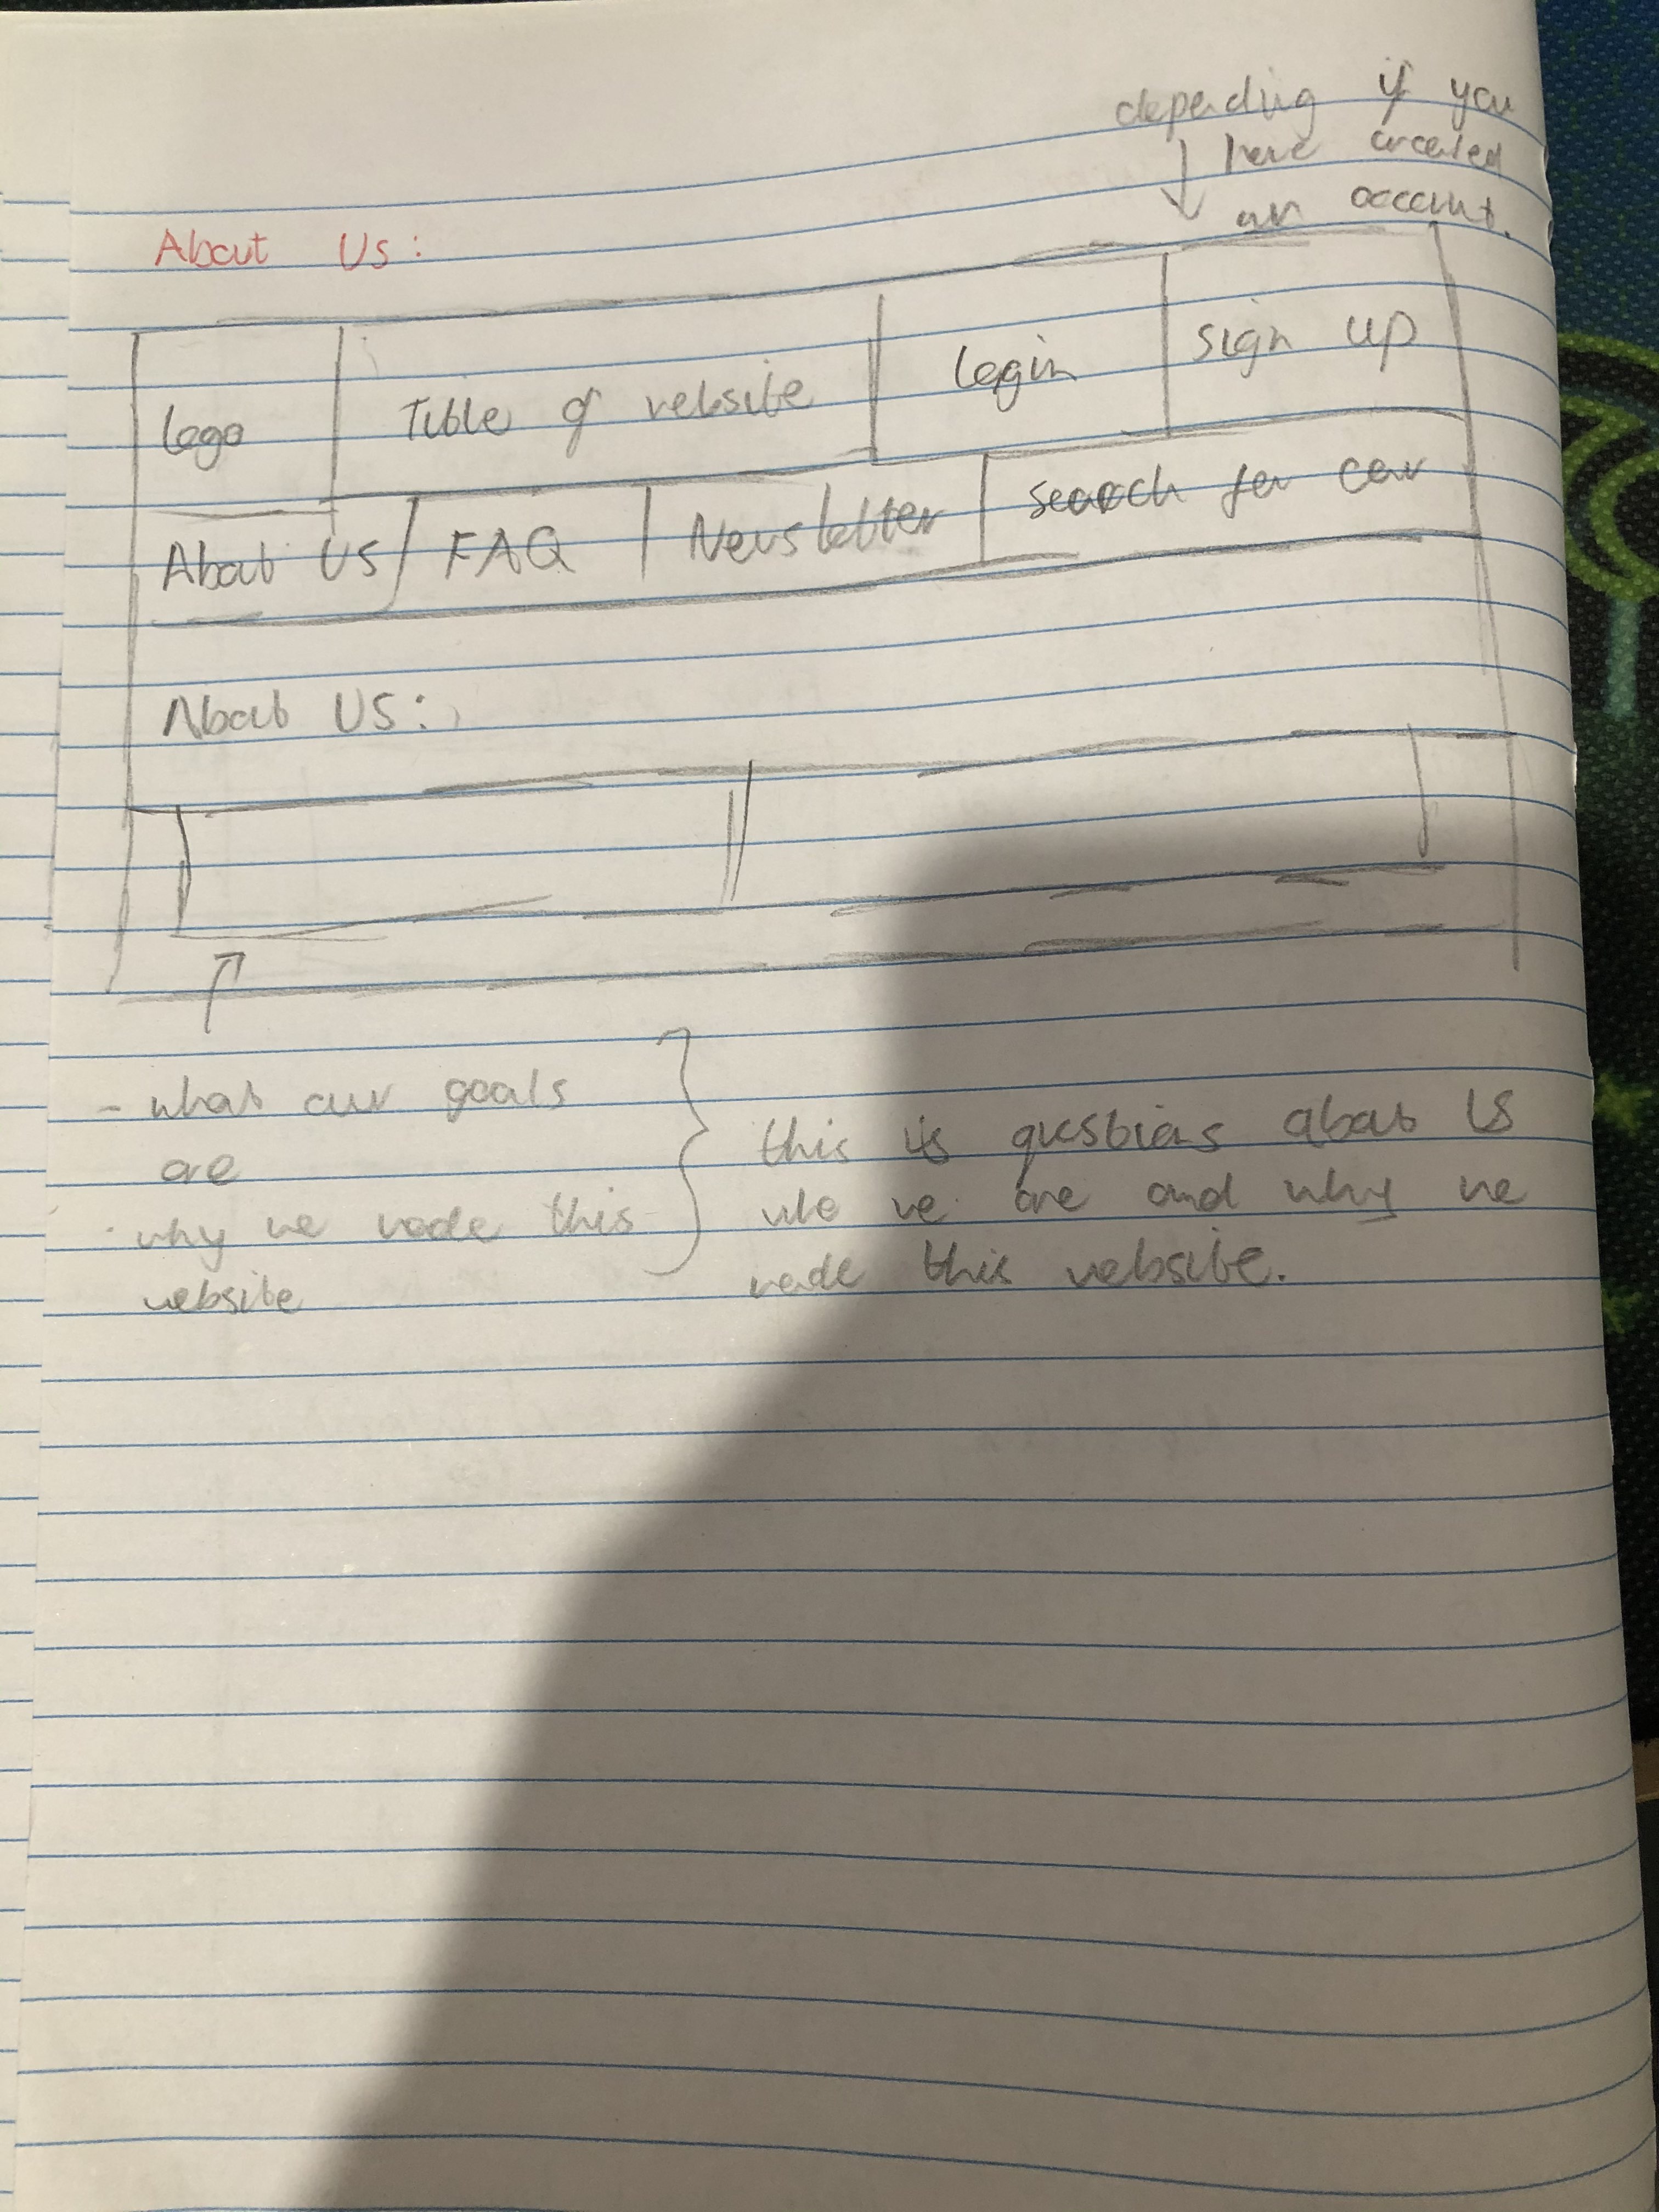 depending if you
have created
an account.
About Us:
Logo Title of website login sign up
About US FAQ Newsletter search for car
About US:
- what our goals
are
- why we made this
website
this is questions about US
who we are and why we
made this website.